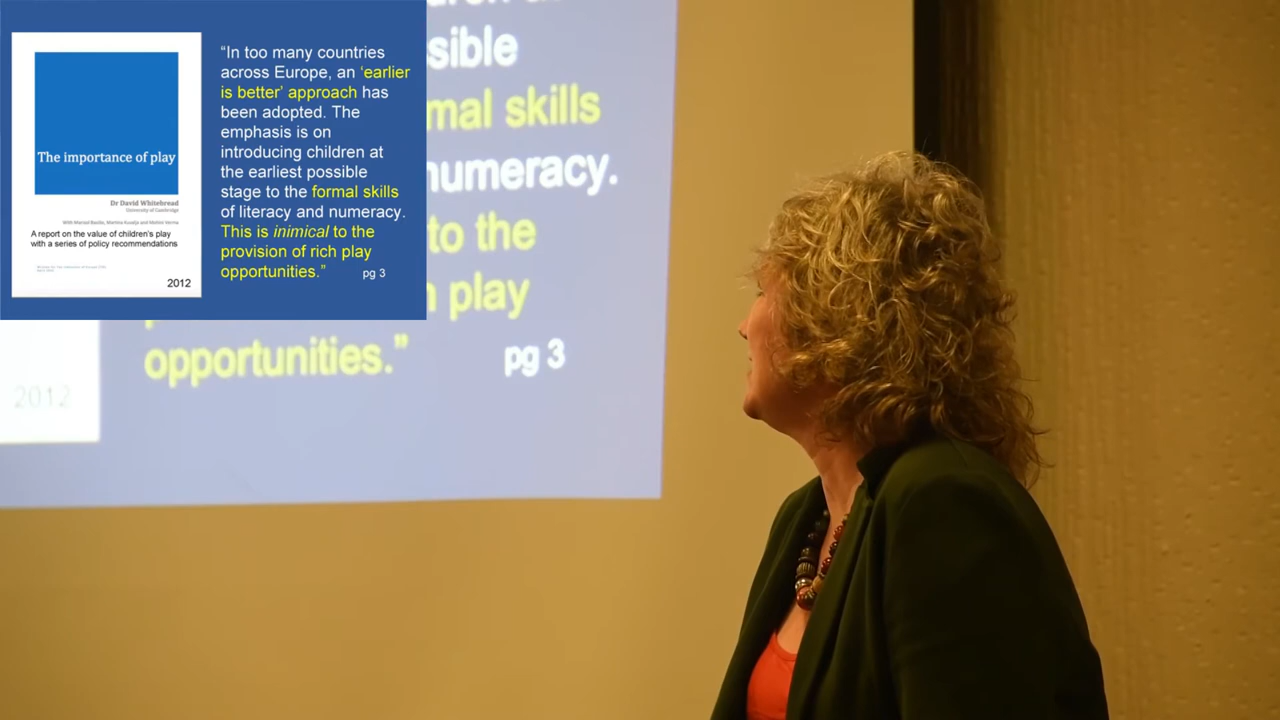 The importance of play
Dr David Whitebread
University of Cambridge
A report on the value of children's play
with a series of policy recommendations
2012
“In too many countries
across Europe, an ‘earlier
is better’ approach has
been adopted. The
emphasis is on
introducing children at
the earliest possible
stage to the formal skills
of literacy and numeracy.
This is inimical to the
provision of rich play
opportunities.” pg 3
sible
mal skills
numeracy.
to the
play
opportunities.” pg 3
2012